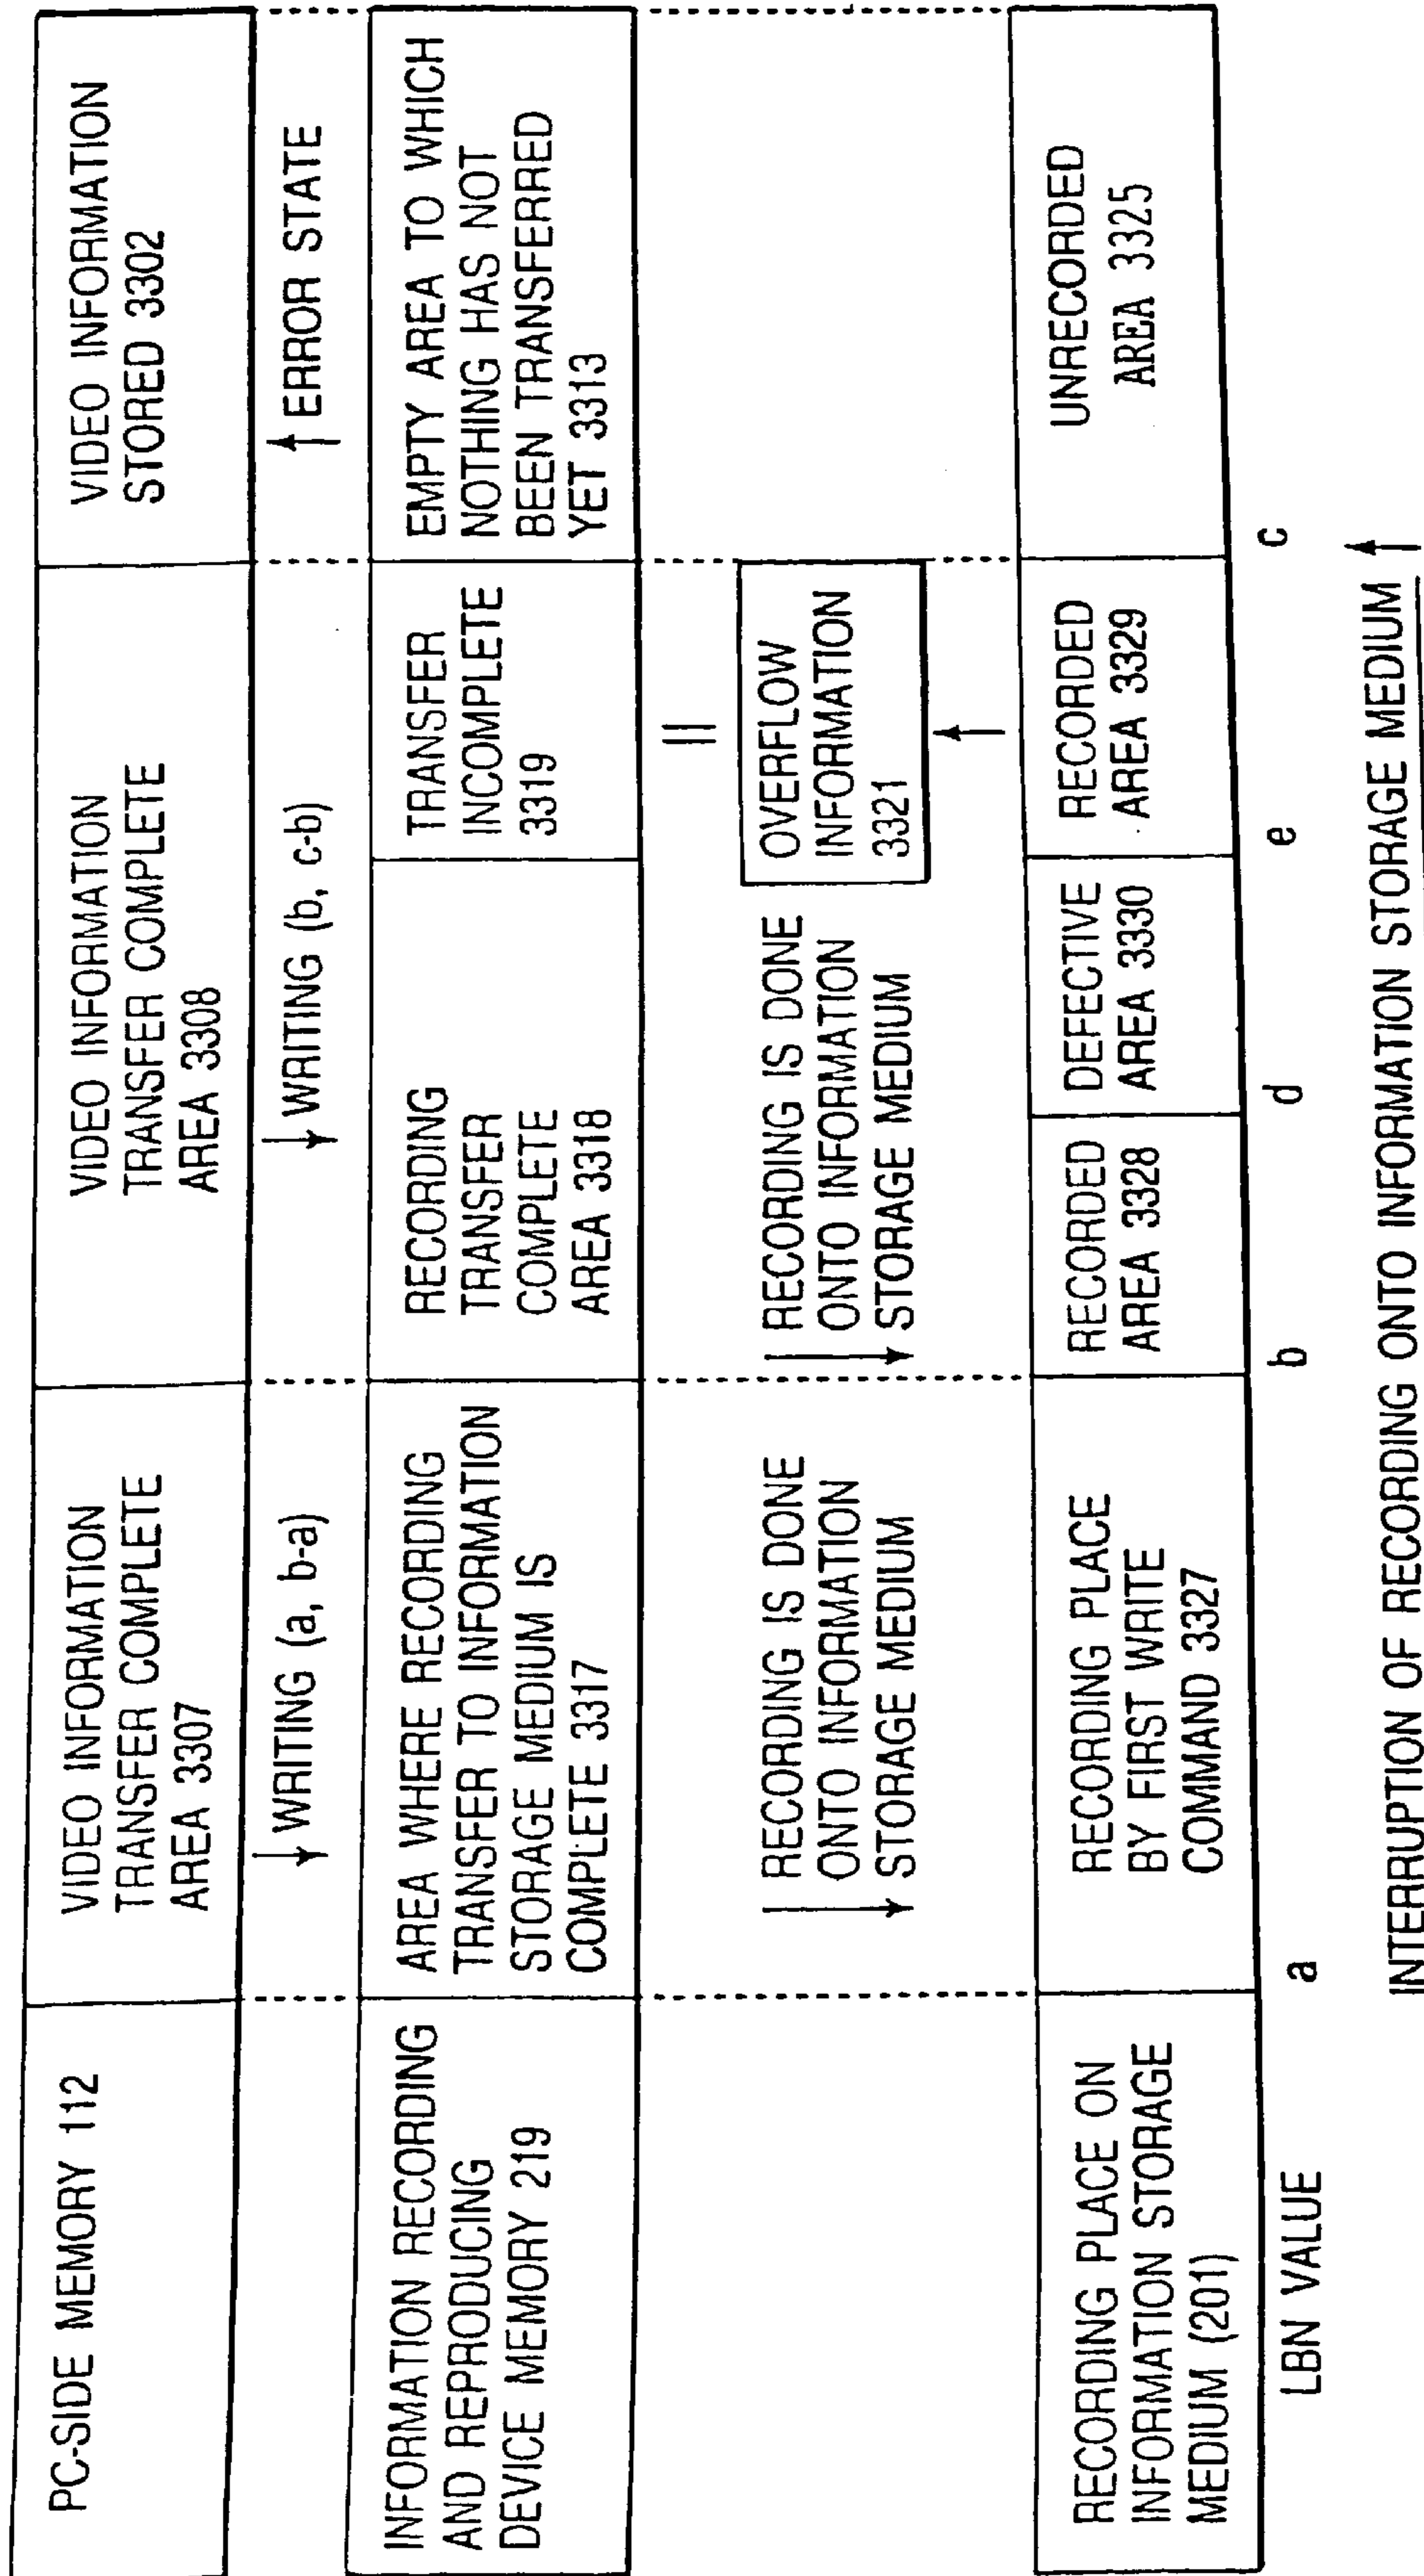 PC-SIDE MEMORY 112
VIDEO INFORMATION
TRANSFER COMPLETE
AREA 3307
VIDEO INFORMATION
TRANSFER COMPLETE
AREA 3308
VIDEO INFORMATION
STORED 3302
WRITING (a, b-a)
WRITING (b, c-b)
ERROR STATE
INFORMATION RECORDING
AND REPRODUCING
DEVICE MEMORY 219
AREA WHERE RECORDING
TRANSFER TO INFORMATION
STORAGE MEDIUM IS
COMPLETE 3317
RECORDING
TRANSFER
COMPLETE
AREA 3318
TRANSFER
INCOMPLETE
3319
EMPTY AREA TO WHICH
NOTHING HAS NOT
BEEN TRANSFERRED
YET 3313
RECORDING IS DONE
ONTO INFORMATION
STORAGE MEDIUM
RECORDING IS DONE
ONTO INFORMATION
STORAGE MEDIUM
OVERFLOW
INFORMATION
3321
RECORDING PLACE ON
INFORMATION STORAGE
MEDIUM (201)
RECORDING PLACE
BY FIRST WRITE
COMMAND 3327
RECORDED
AREA 3328
DEFECTIVE
AREA 3330
RECORDED
AREA 3329
UNRECORDED
AREA 3325
LBN VALUE a b d e c
INTERRUPTION OF RECORDING ONTO INFORMATION STORAGE MEDIUM